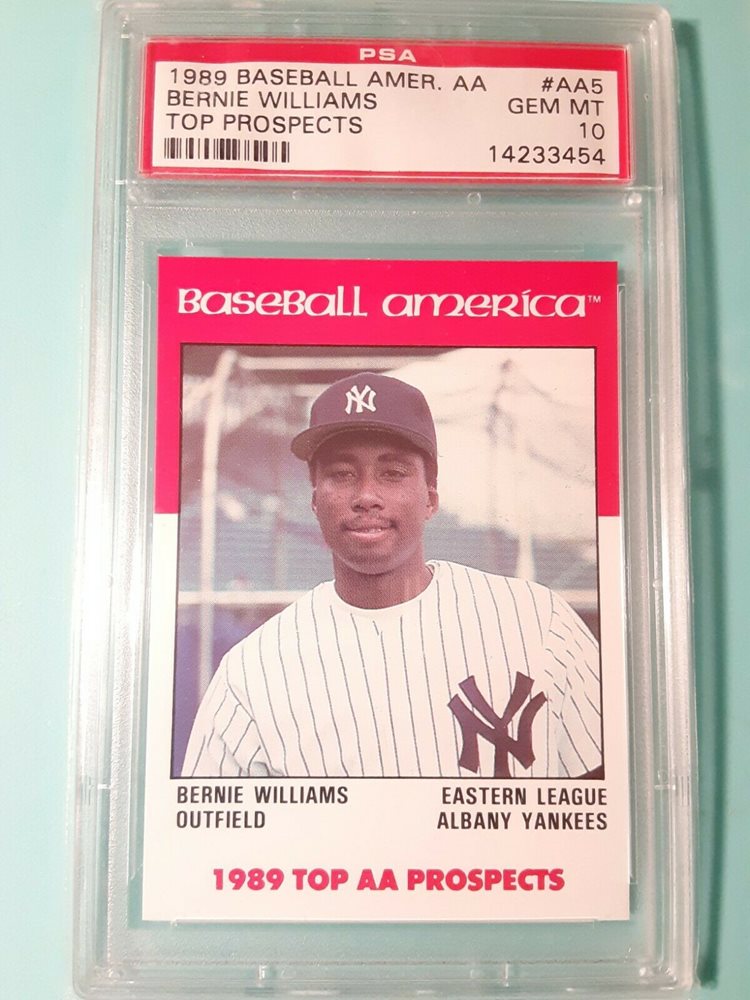 PSA
1989 BASEBALL AMER. AA #AA5
BERNIE WILLIAMS GEM MT
TOP PROSPECTS 10
14233454
BaseBall america™
NY
NY
BERNIE WILLIAMS EASTERN LEAGUE
OUTFIELD ALBANY YANKEES
1989 TOP AA PROSPECTS